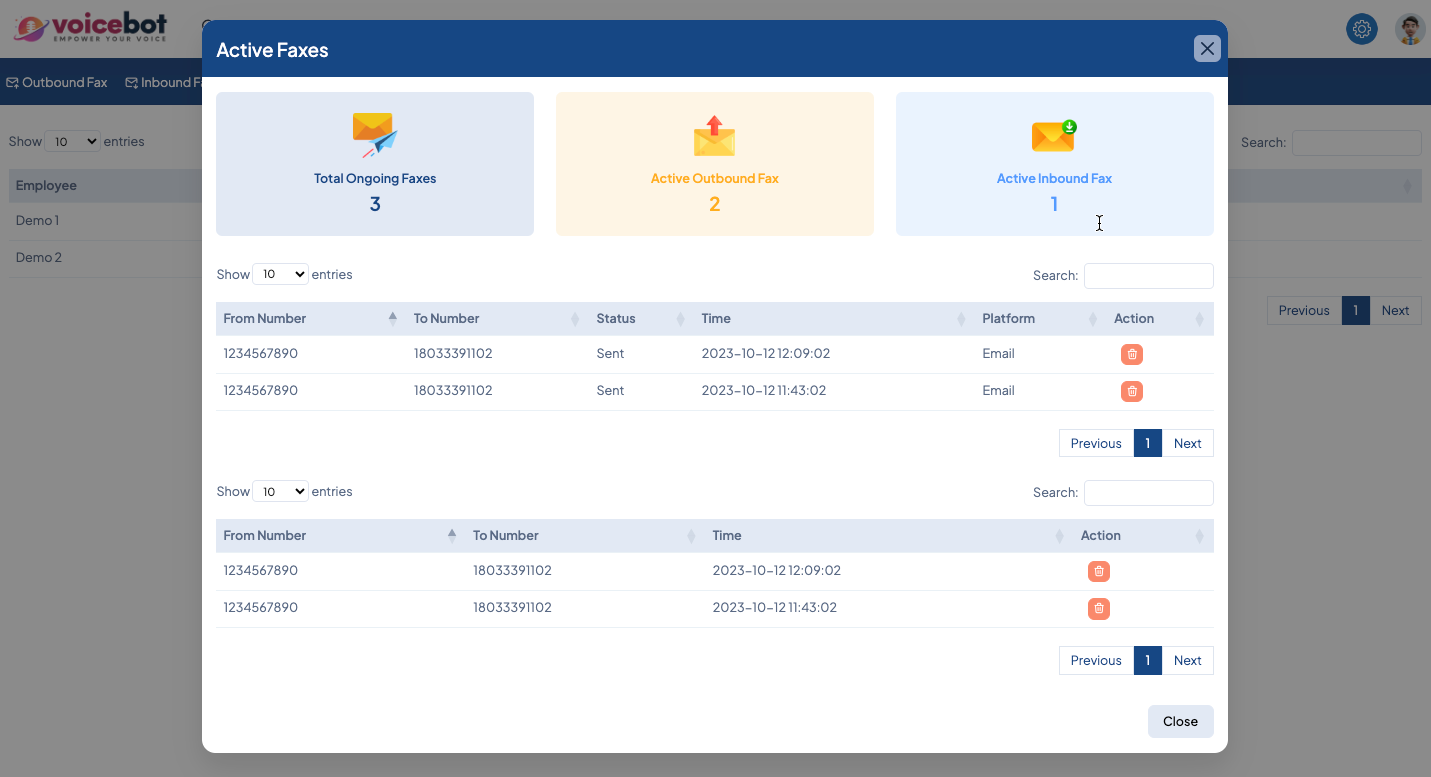 voicebot
EMPOWER YOUR VOICE
Active Faxes
Outbound Fax Inbound F
Show 10 entries
Search:
Employee
Demo 1
Demo 2
Previous 1 Next
Total Ongoing Faxes
3
Active Outbound Fax
2
Active Inbound Fax
1
Show 10 entries
Search:
From Number To Number Status Time Platform Action
1234567890 18033391102 Sent 2023-10-12 12:09:02 Email
1234567890 18033391102 Sent 2023-10-12 11:43:02 Email
Previous 1 Next
Show 10 entries
Search:
From Number To Number Time Action
1234567890 18033391102 2023-10-12 12:09:02
1234567890 18033391102 2023-10-12 11:43:02
Previous 1 Next
Close